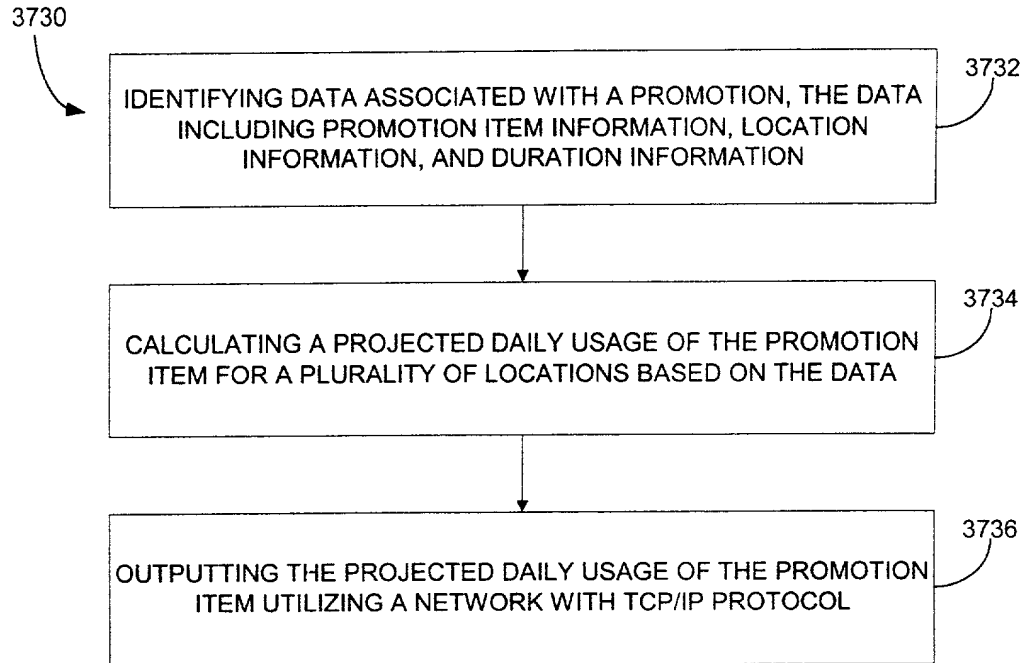 3730
3732
IDENTIFYING DATA ASSOCIATED WITH A PROMOTION, THE DATA
INCLUDING PROMOTION ITEM INFORMATION, LOCATION
INFORMATION, AND DURATION INFORMATION
3734
CALCULATING A PROJECTED DAILY USAGE OF THE PROMOTION
ITEM FOR A PLURALITY OF LOCATIONS BASED ON THE DATA
3736
OUTPUTTING THE PROJECTED DAILY USAGE OF THE PROMOTION
ITEM UTILIZING A NETWORK WITH TCP/IP PROTOCOL